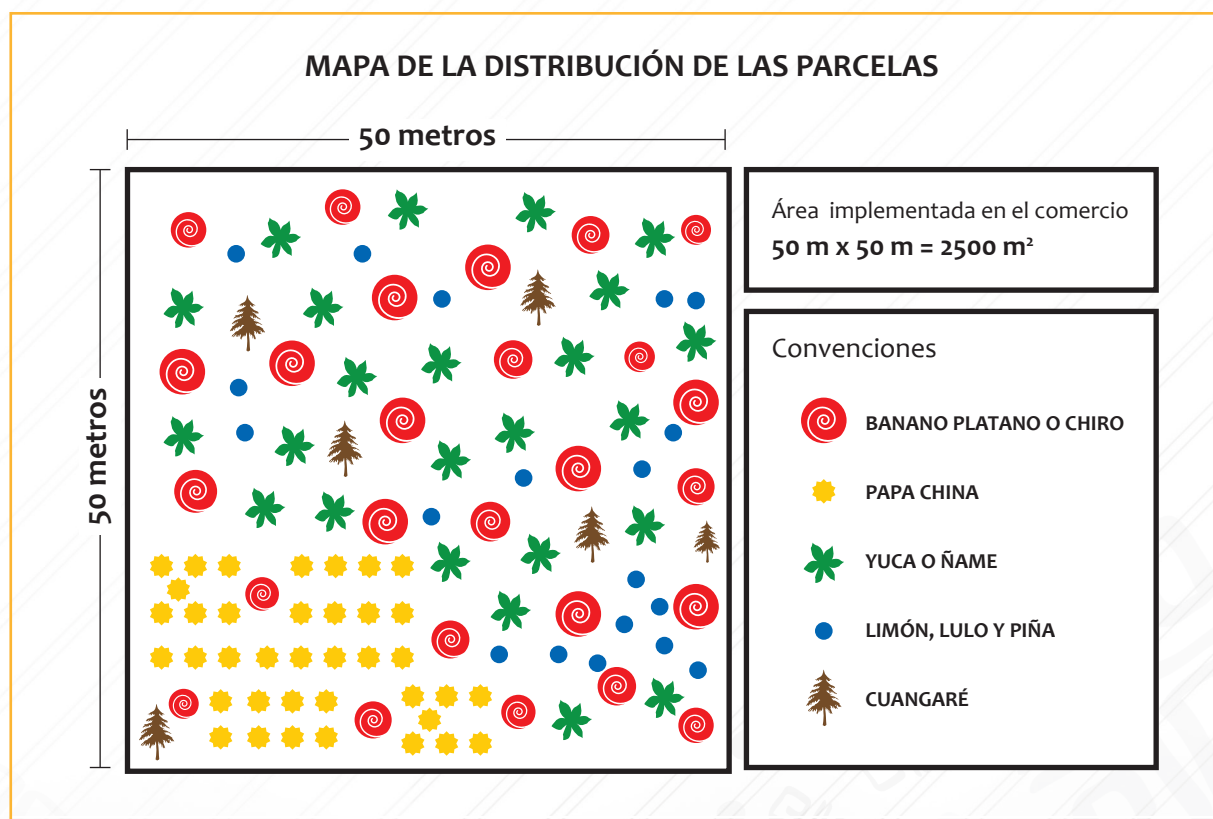 MAPA DE LA DISTRIBUCIÓN DE LAS PARCELAS
50 metros
50 metros
Área implementada en el comercio
50 m x 50 m = 2500 m²
Convenciones
BANANO PLATANO O CHIRO
PAPA CHINA
YUCA O ÑAME
LIMÓN, LULO Y PIÑA
CUANGARÉ